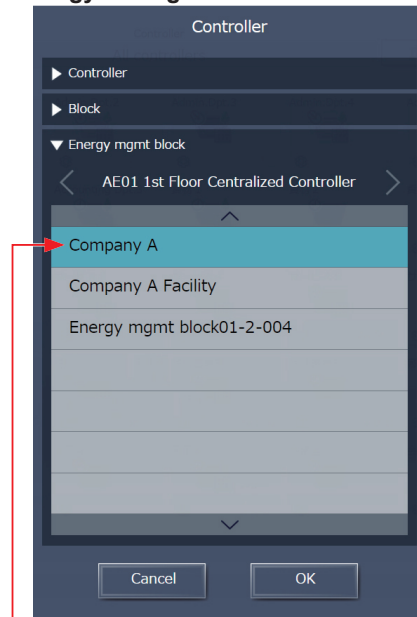 Controller
Controller
Block
Energy mgmt block
AE01 1st Floor Centralized Controller
Company A
Company A Facility
Energy mgmt block01-2-004
Cancel
OK